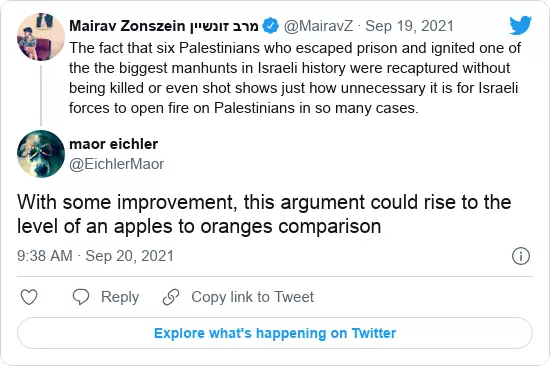 Mairav Zonszein מרב זונשיין @MairavZ · Sep 19, 2021
The fact that six Palestinians who escaped prison and ignited one of
the the biggest manhunts in Israeli history were recaptured without
being killed or even shot shows just how unnecessary it is for Israeli
forces to open fire on Palestinians in so many cases.
maor eichler
@EichlerMaor
With some improvement, this argument could rise to the
level of an apples to oranges comparison
9:38 AM · Sep 20, 2021
Reply Copy link to Tweet
Explore what's happening on Twitter